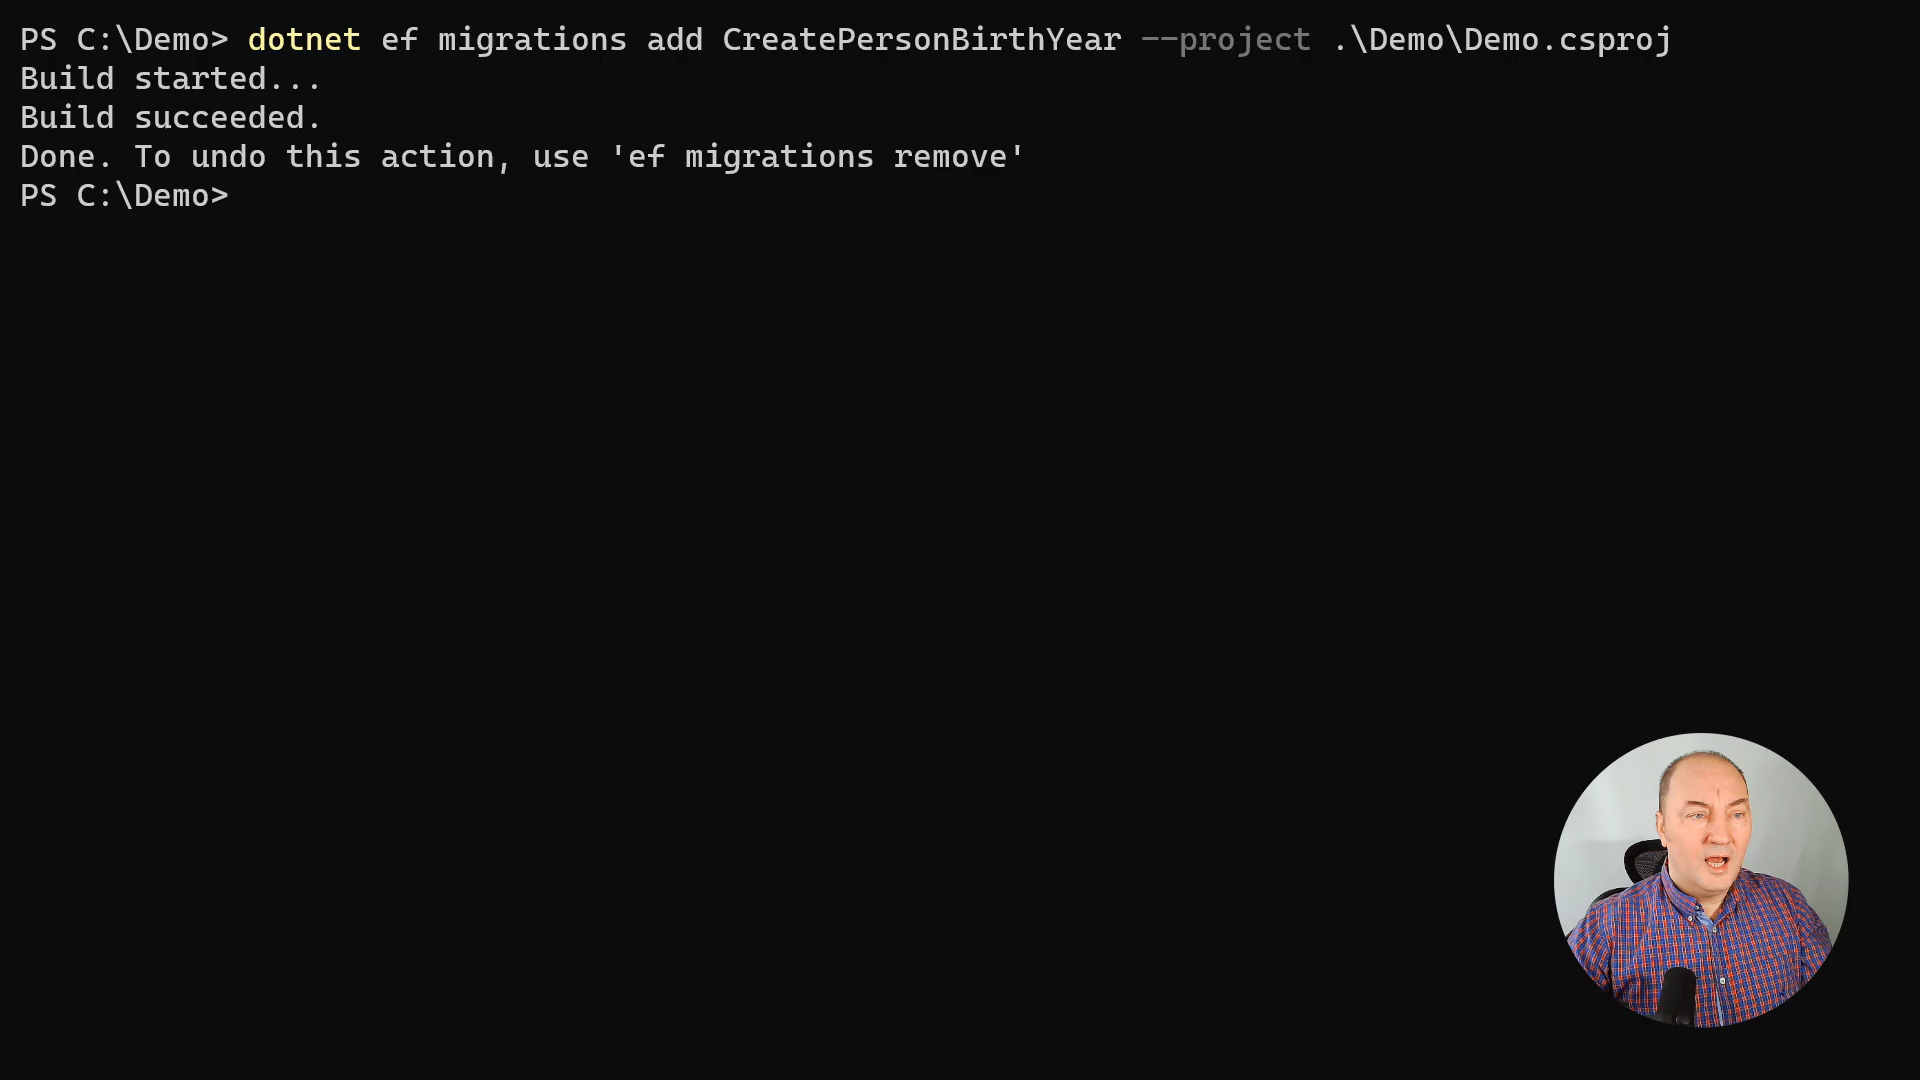 PS C:\Demo> dotnet ef migrations add CreatePersonBirthYear --project .\Demo\Demo.csproj
Build started...
Build succeeded.
Done. To undo this action, use 'ef migrations remove'
PS C:\Demo>